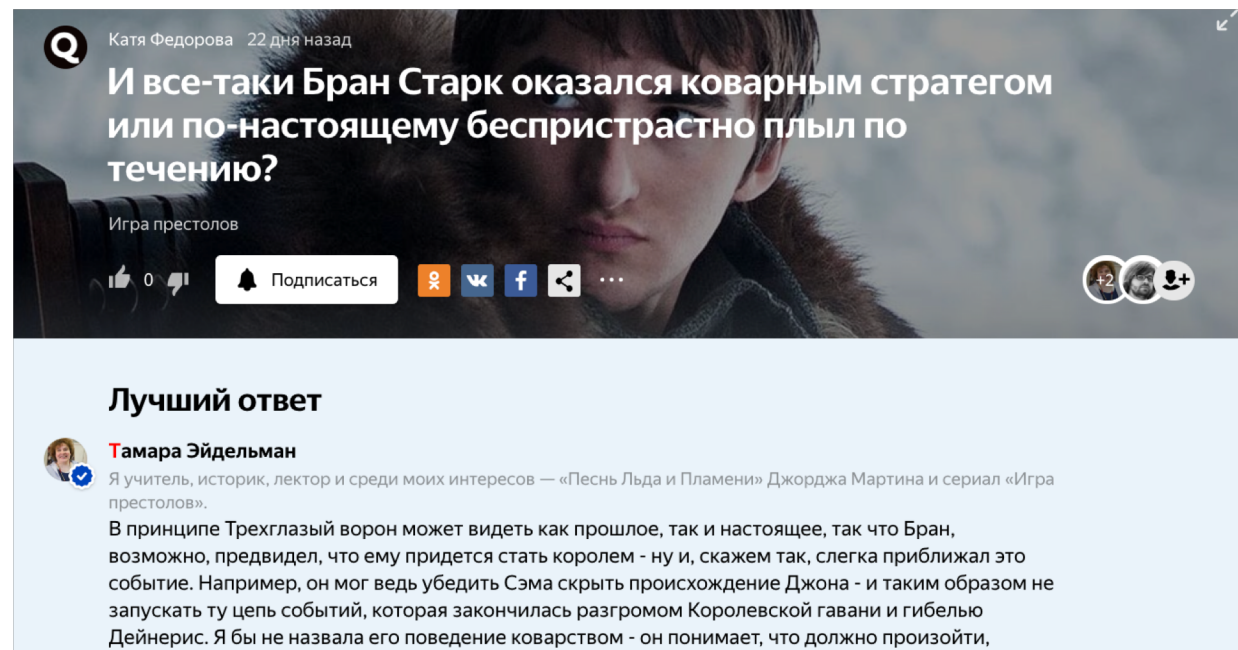 Q
Катя Федорова 22 дня назад
И все-таки Бран Старк оказался коварным стратегом
или по-настоящему беспристрастно плыл по
течению?
Игра престолов
0 Подписаться
+2
Лучший ответ
Тамара Эйдельман
Я учитель, историк, лектор и среди моих интересов — «Песнь Льда и Пламени» Джорджа Мартина и сериал «Игра
престолов».
В принципе Трехглазый ворон может видеть как прошлое, так и настоящее, так что Бран,
возможно, предвидел, что ему придется стать королем - ну и, скажем так, слегка приближал это
событие. Например, он мог ведь убедить Сэма скрыть происхождение Джона - и таким образом не
запускать ту цепь событий, которая закончилась разгромом Королевской гавани и гибелью
Дейнерис. Я бы не назвала его поведение коварством - он понимает, что должно произойти,